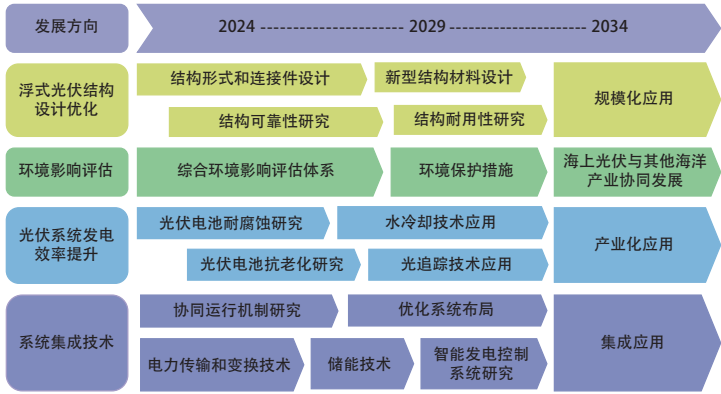 发展方向
2024 ------------------------ 2029 ----------------------- 2034
浮式光伏结构
设计优化
结构形式和连接件设计
新型结构材料设计
结构可靠性研究
结构耐用性研究
规模化应用
环境影响评估
综合环境影响评估体系
环境保护措施
海上光伏与其他海洋
产业协同发展
光伏系统发电
效率提升
光伏电池耐腐蚀研究
水冷却技术应用
光伏电池抗老化研究
光追踪技术应用
产业化应用
系统集成技术
协同运行机制研究
优化系统布局
电力传输和变换技术
储能技术
智能发电控制
系统研究
集成应用